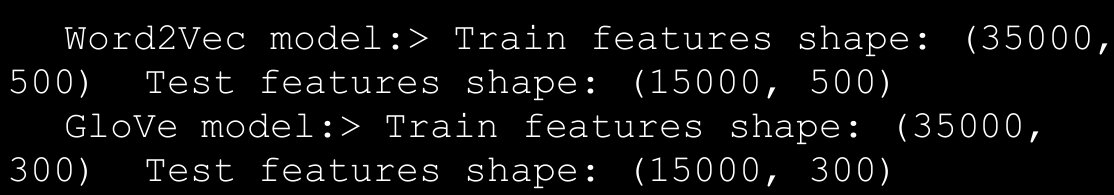 Word2Vec model:> Train features shape: (35000,
500)  Test features shape: (15000, 500)
GloVe model:> Train features shape: (35000,
300)  Test features shape: (15000, 300)